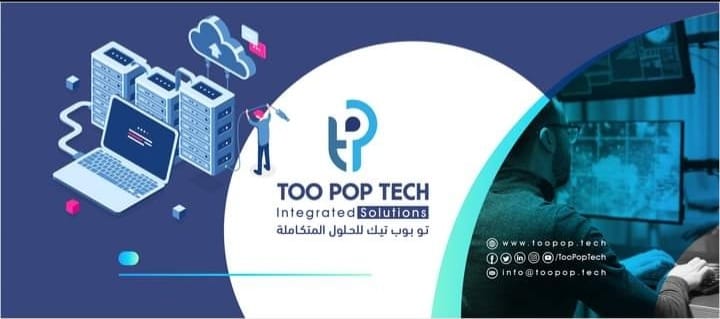 TOO POP TECH
Integrated Solutions
تو بوب تيك للحلول المتكاملة
www.toopop.tech
/TooPopTech
info@toopop.tech